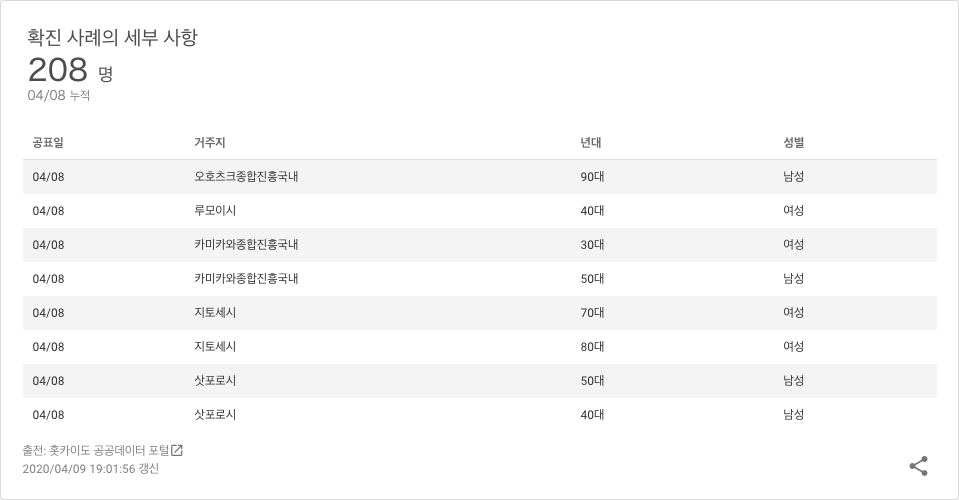 확진 사례의 세부 사항
208 명
04/08 누적
공표일 거주지 년대 성별
04/08 오호츠크종합진흥국내 90대 남성
04/08 루모이시 40대 여성
04/08 카미카와종합진흥국내 30대 여성
04/08 카미카와종합진흥국내 50대 남성
04/08 지토세시 70대 여성
04/08 지토세시 80대 여성
04/08 삿포로시 50대 남성
04/08 삿포로시 40대 남성
출전: 홋카이도 공공데이터 포털
2020/04/09 19:01:56 갱신